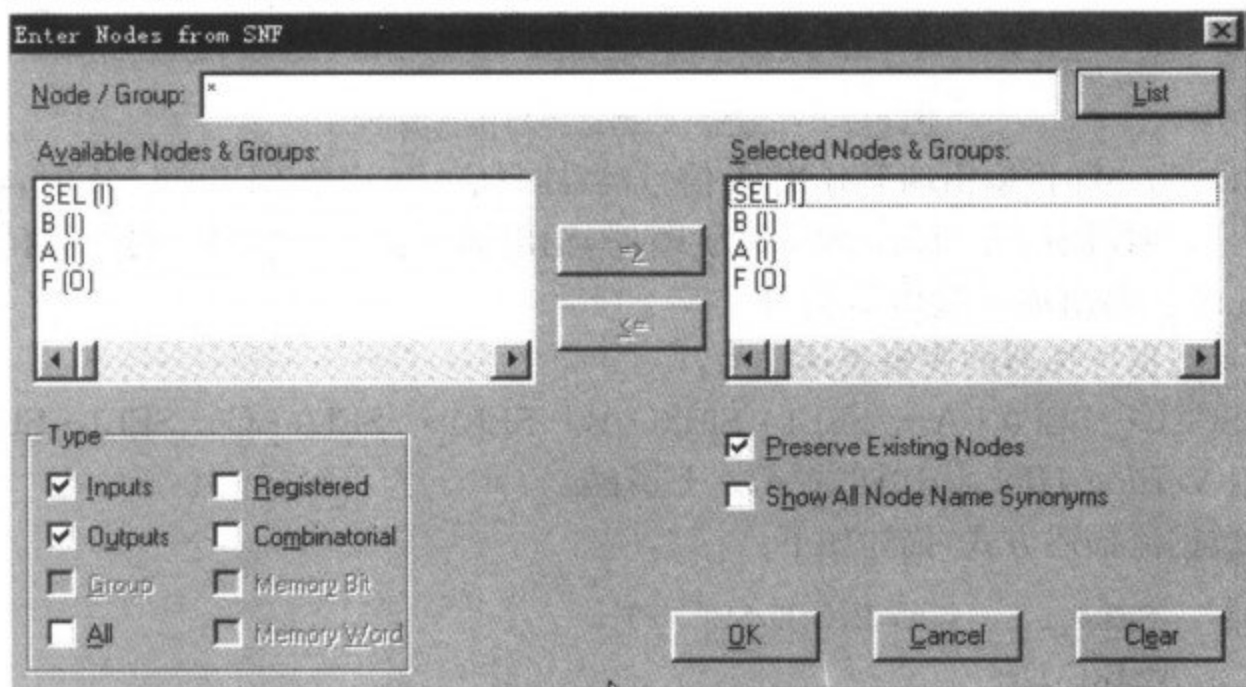 Enter Nodes from SNF
Node / Group: *
List
Available Nodes & Groups:
SEL (I)
B (I)
A (I)
F (O)
=>
<=
Selected Nodes & Groups:
SEL (I)
B (I)
A (I)
F (O)
Type
Inputs
Registered
Outputs
Combinatorial
Group
Memory Bit
All
Memory Word
Preserve Existing Nodes
Show All Node Name Synonyms
OK
Cancel
Clear